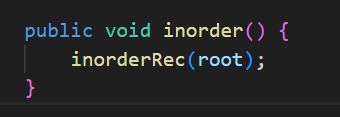 public void inorder() {
    inorderRec(root);
}